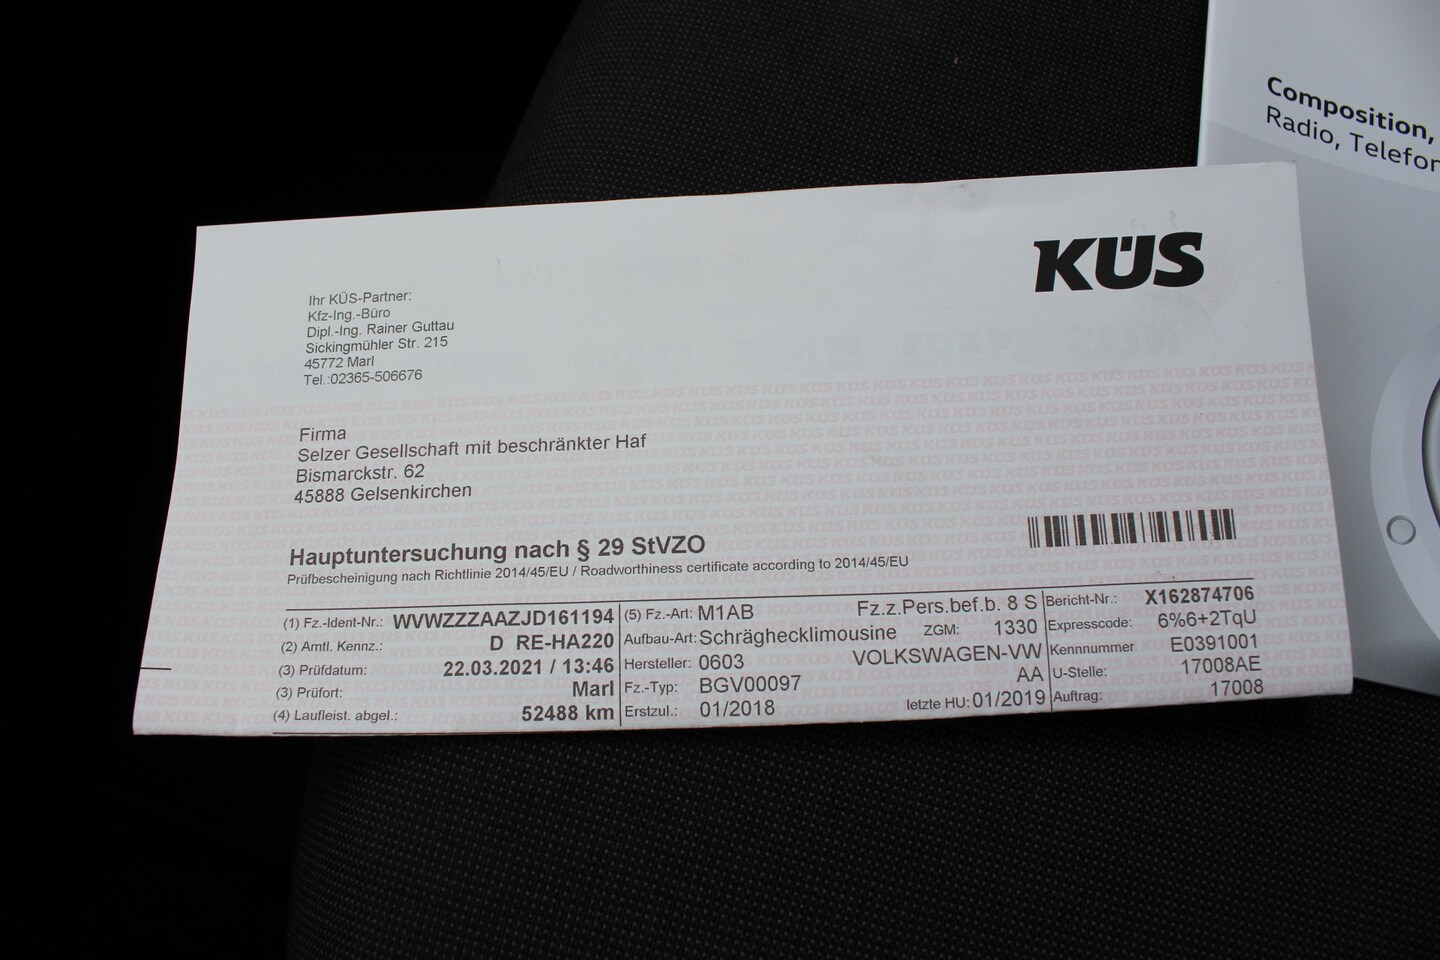 Composition,
Radio, Telefon
KÜS
Ihr KÜS-Partner:
Kfz-Ing.-Büro
Dipl.-Ing. Rainer Guttau
Sickingmühler Str. 215
45772 Marl
Tel.:02365-506676
Firma
Selzer Gesellschaft mit beschränkter Haf
Bismarckstr. 62
45888 Gelsenkirchen
Hauptuntersuchung nach § 29 StVZO
Prüfbescheinigung nach Richtlinie 2014/45/EU / Roadworthiness certificate according to 2014/45/EU
(1) Fz.-Ident-Nr.: WVWZZZAAZJD161194 (5) Fz.-Art: M1AB Fz.z.Pers.bef.b. 8 S Bericht-Nr.: X162874706
(2) Amtl. Kennz.: D RE-HA220 Aufbau-Art: Schräghecklimousine ZGM: 1330 Expresscode: 6%6+2TqU
(3) Prüfdatum: 22.03.2021 / 13:46 Hersteller: 0603 VOLKSWAGEN-VW Kennnummer E0391001
(3) Prüfort: Marl Fz.-Typ: BGV00097 AA U-Stelle: 17008AE
(4) Laufleist. abgel.: 52488 km Erstzul.: 01/2018 letzte HU: 01/2019 Auftrag: 17008